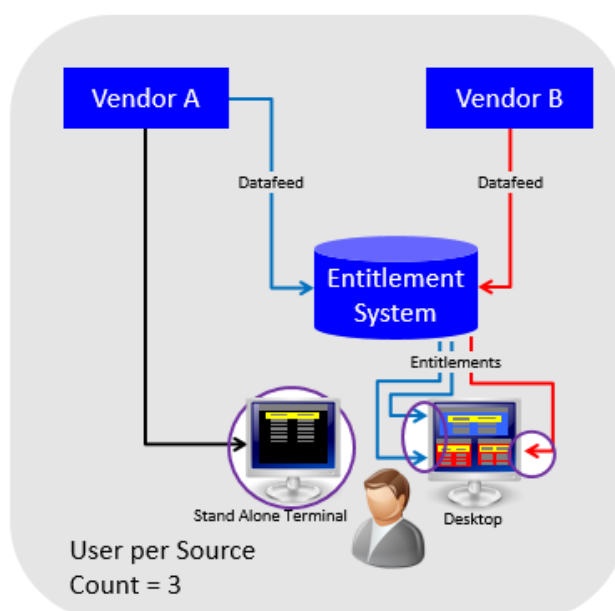 Vendor A
Vendor B
Datafeed
Datafeed
Entitlement
System
Entitlements
Stand Alone Terminal
Desktop
User per Source
Count = 3